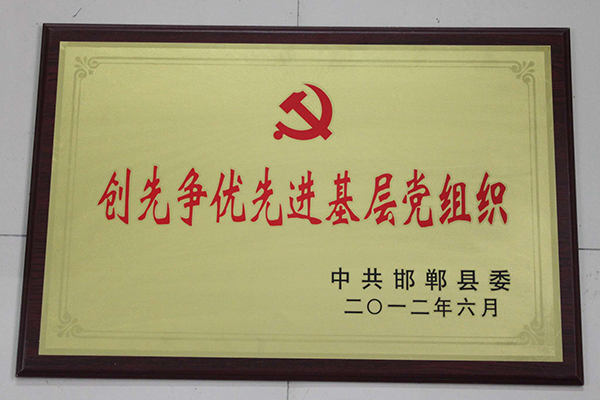 创先争优先进基层党组织
中共邯郸县委
二〇一二年六月